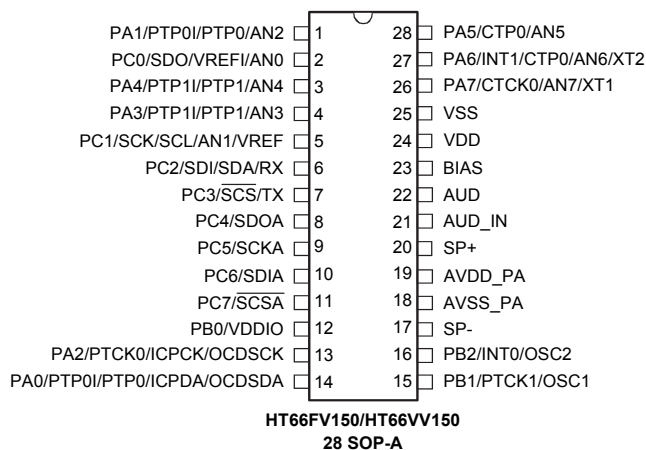 PA1/PTP0I/PTP0/AN2 1 28 PA5/CTP0/AN5
PC0/SDO/VREFI/AN0 2 27 PA6/INT1/CTP0/AN6/XT2
PA4/PTP1I/PTP1/AN4 3 26 PA7/CTCK0/AN7/XT1
PA3/PTP1I/PTP1/AN3 4 25 VSS
PC1/SCK/SCL/AN1/VREF 5 24 VDD
PC2/SDI/SDA/RX 6 23 BIAS
PC3/SCS/TX 7 22 AUD
PC4/SDOA 8 21 AUD_IN
PC5/SCKA 9 20 SP+
PC6/SDIA 10 19 AVDD_PA
PC7/SCSA 11 18 AVSS_PA
PB0/VDDIO 12 17 SP-
PA2/PTCK0/ICPCK/OCDSCK 13 16 PB2/INT0/OSC2
PA0/PTP0I/PTP0/ICPDA/OCDSDA 14 15 PB1/PTCK1/OSC1
HT66FV150/HT66VV150
28 SOP-A